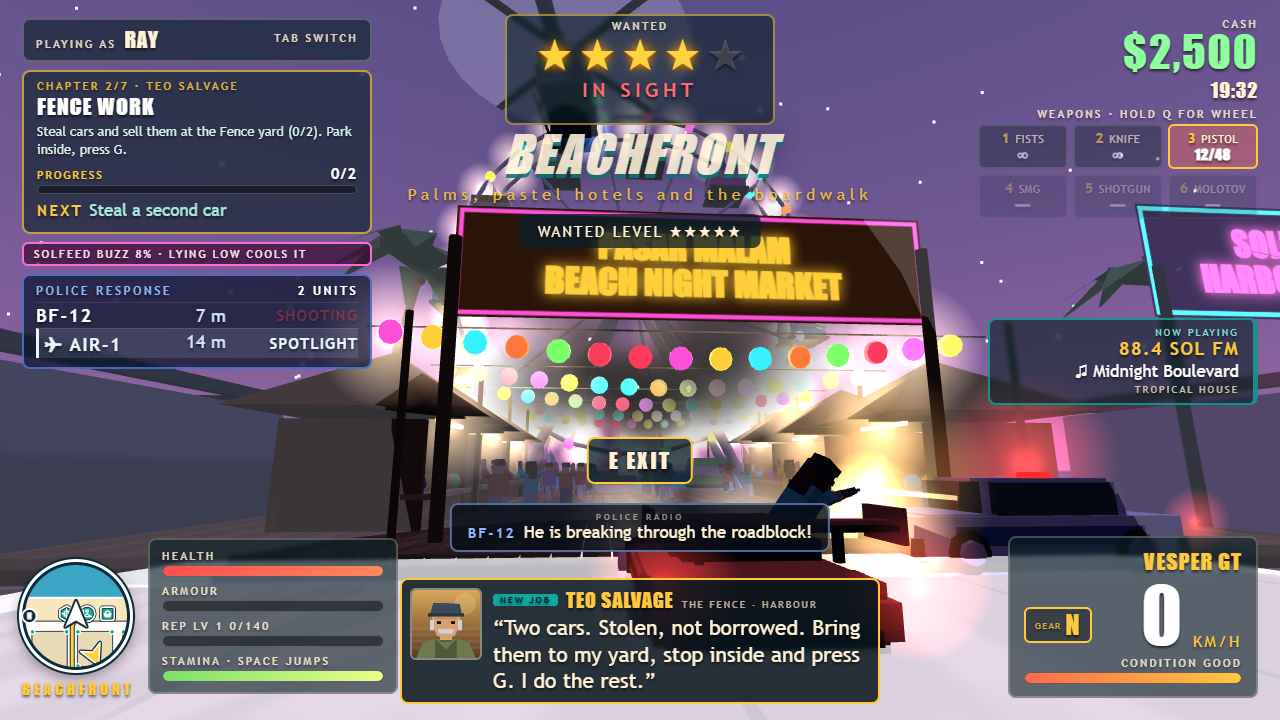 PLAYING AS RAY
TAB SWITCH
CHAPTER 2/7 · TEO SALVAGE
FENCE WORK
Steal cars and sell them at the Fence yard (0/2). Park
inside, press G.
PROGRESS 0/2
NEXT Steal a second car
SOLFEED BUZZ 8% · LYING LOW COOLS IT
POLICE RESPONSE 2 UNITS
BF-12 7 m SHOOTING
AIR-1 14 m SPOTLIGHT
WANTED
IN SIGHT
BEACHFRONT
Palms, pastel hotels and the boardwalk
WANTED LEVEL ★★★★★
PASAR MALAM
BEACH NIGHT MARKET
CASH
$2,500
19:32
WEAPONS · HOLD Q FOR WHEEL
1 FISTS ∞
2 KNIFE ∞
3 PISTOL 12/48
4 SMG —
5 SHOTGUN —
6 MOLOTOV —
NOW PLAYING
88.4 SOL FM
♫ Midnight Boulevard
TROPICAL HOUSE
E EXIT
POLICE RADIO
BF-12 He is breaking through the roadblock!
HEALTH
ARMOUR
REP LV 1 0/140
STAMINA · SPACE JUMPS
BEACHFRONT
NEW JOB TEO SALVAGE THE FENCE · HARBOUR
“Two cars. Stolen, not borrowed. Bring
them to my yard, stop inside and press
G. I do the rest.”
VESPER GT
GEAR N
0 KM/H
CONDITION GOOD